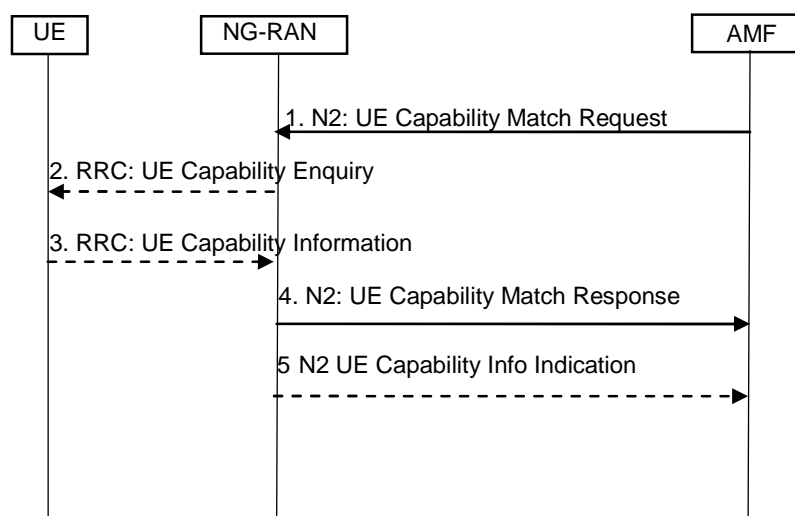 UE
NG-RAN
AMF
1. N2: UE Capability Match Request
2. RRC: UE Capability Enquiry
3. RRC: UE Capability Information
4. N2: UE Capability Match Response
5 N2 UE Capability Info Indication